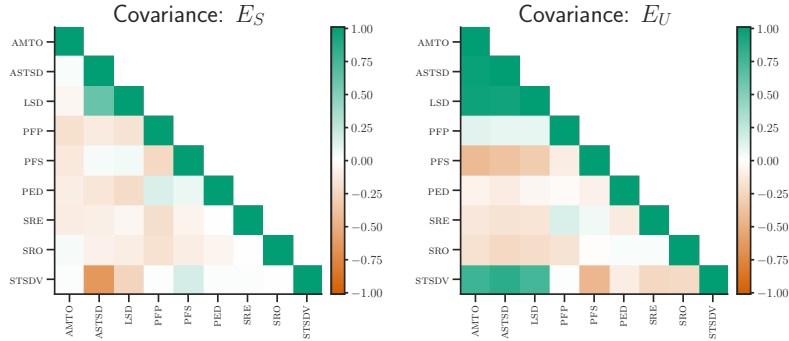 Covariance: E_S
Covariance: E_U
AMTO
ASTSD
LSD
PFP
PFS
PED
SRE
SRO
STSDV
AMTO ASTSD LSD PFP PFS PED SRE SRO STSDV
1.00
0.75
0.50
0.25
0.00
−0.25
−0.50
−0.75
−1.00
AMTO
ASTSD
LSD
PFP
PFS
PED
SRE
SRO
STSDV
AMTO ASTSD LSD PFP PFS PED SRE SRO STSDV
1.00
0.75
0.50
0.25
0.00
−0.25
−0.50
−0.75
−1.00